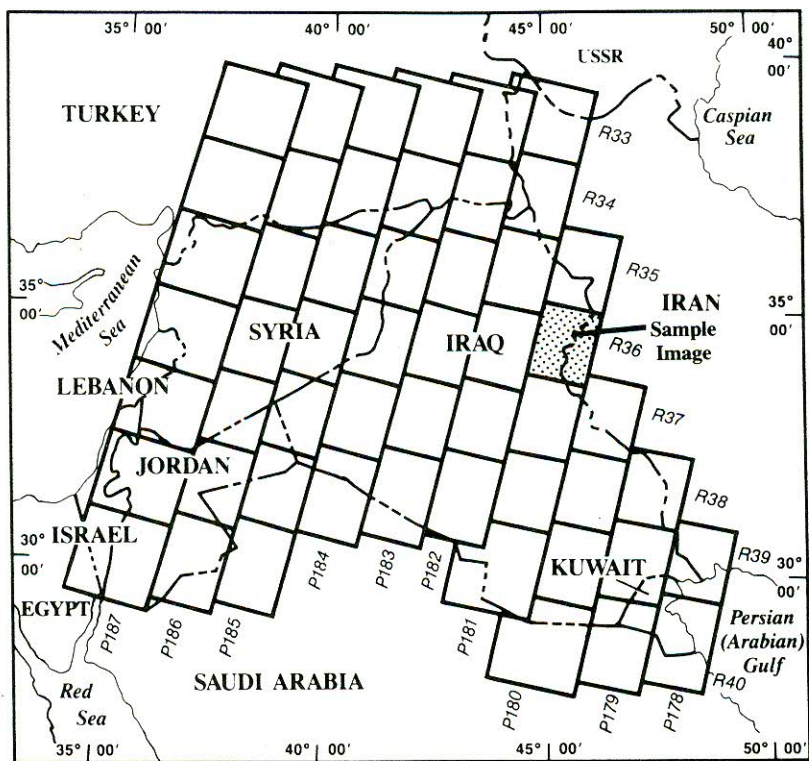 35° 00′
40° 00′
45° 00′
50° 00′
40°
00′
USSR
TURKEY
Caspian
Sea
R33
R34
R35
35°
00′
35°
00′
Mediterranean
Sea
IRAN
SYRIA
IRAQ
Sample
Image
R36
LEBANON
R37
JORDAN
R38
ISRAEL
30°
00′
R39
30°
00′
KUWAIT
P184
P183
P182
EGYPT
P187
P186
P185
P181
Persian
(Arabian)
Gulf
SAUDI ARABIA
R40
Red
Sea
P180
P179
P178
35° 00′
40° 00′
45° 00′
50° 00′